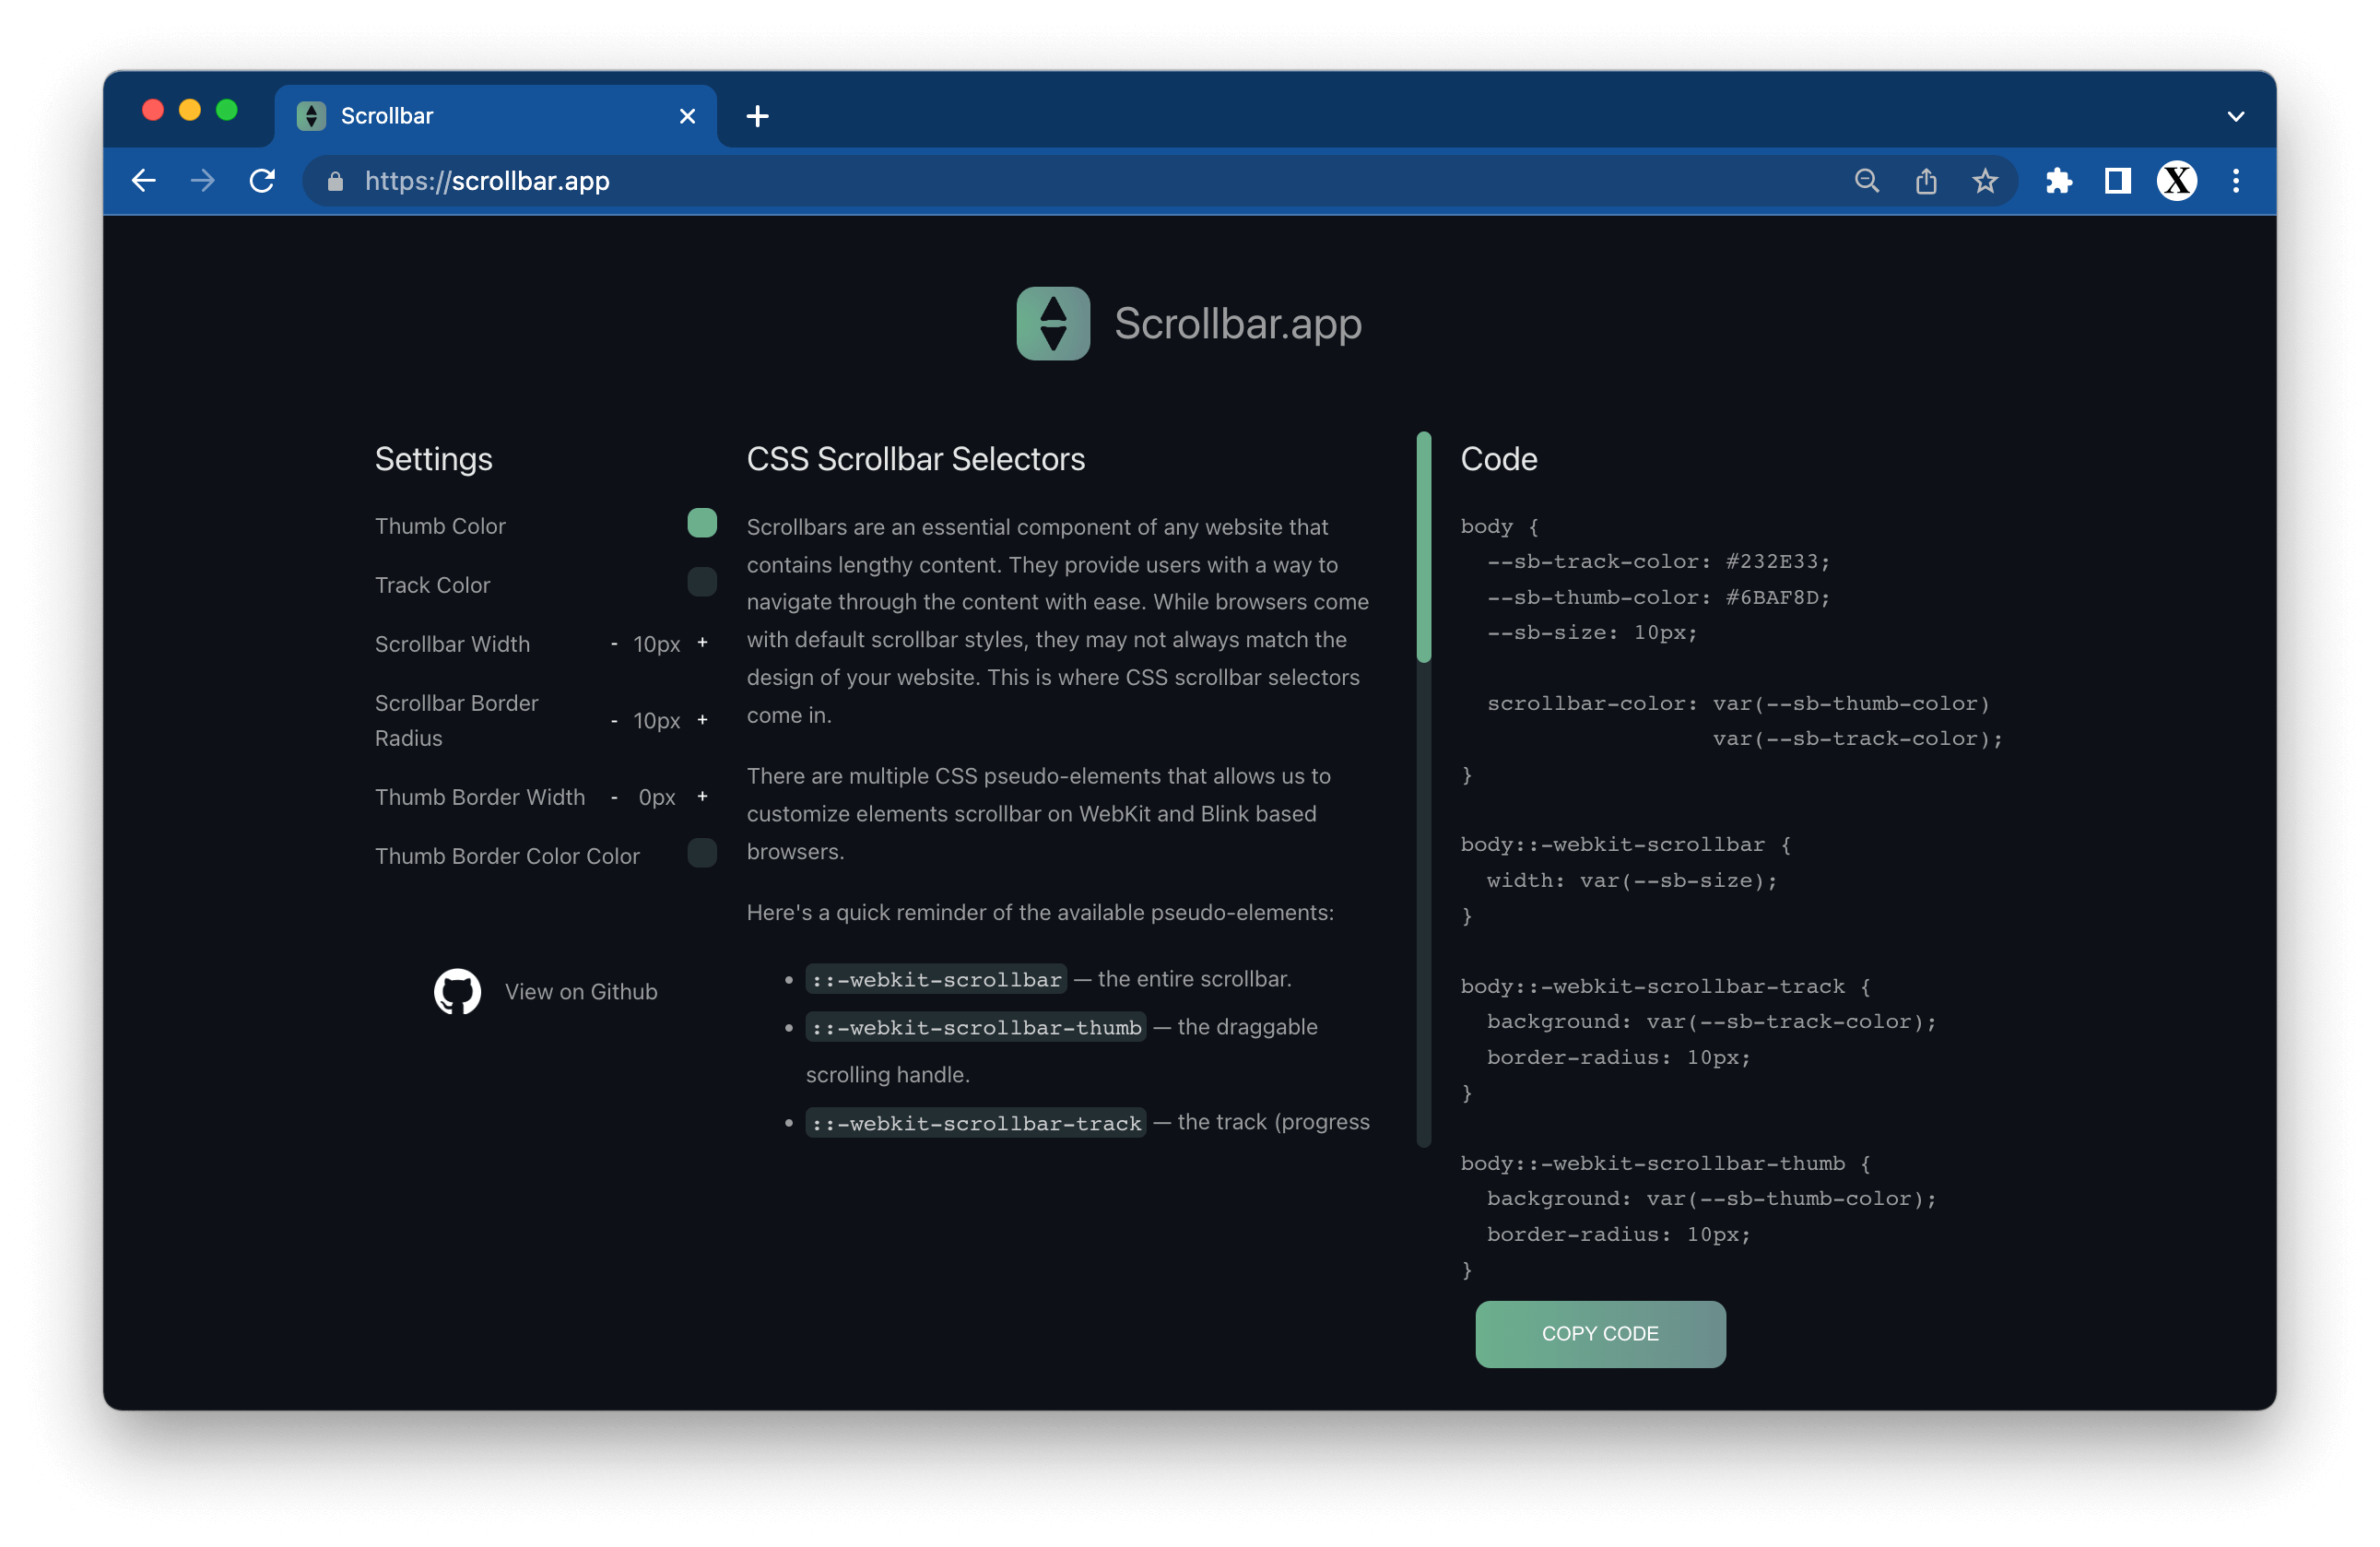 Scrollbar
https://scrollbar.app
X
Scrollbar.app
Settings
Thumb Color
Track Color
Scrollbar Width - 10px +
Scrollbar Border
Radius
- 10px +
Thumb Border Width - 0px +
Thumb Border Color Color
View on Github
CSS Scrollbar Selectors
Scrollbars are an essential component of any website that
contains lengthy content. They provide users with a way to
navigate through the content with ease. While browsers come
with default scrollbar styles, they may not always match the
design of your website. This is where CSS scrollbar selectors
come in.
There are multiple CSS pseudo-elements that allows us to
customize elements scrollbar on WebKit and Blink based
browsers.
Here's a quick reminder of the available pseudo-elements:
• ::-webkit-scrollbar — the entire scrollbar.
• ::-webkit-scrollbar-thumb — the draggable
scrolling handle.
• ::-webkit-scrollbar-track — the track (progress
Code
body {
  --sb-track-color: #232E33;
  --sb-thumb-color: #6BAF8D;
  --sb-size: 10px;
  scrollbar-color: var(--sb-thumb-color)
                   var(--sb-track-color);
}
body::-webkit-scrollbar {
  width: var(--sb-size);
}
body::-webkit-scrollbar-track {
  background: var(--sb-track-color);
  border-radius: 10px;
}
body::-webkit-scrollbar-thumb {
  background: var(--sb-thumb-color);
  border-radius: 10px;
}
COPY CODE